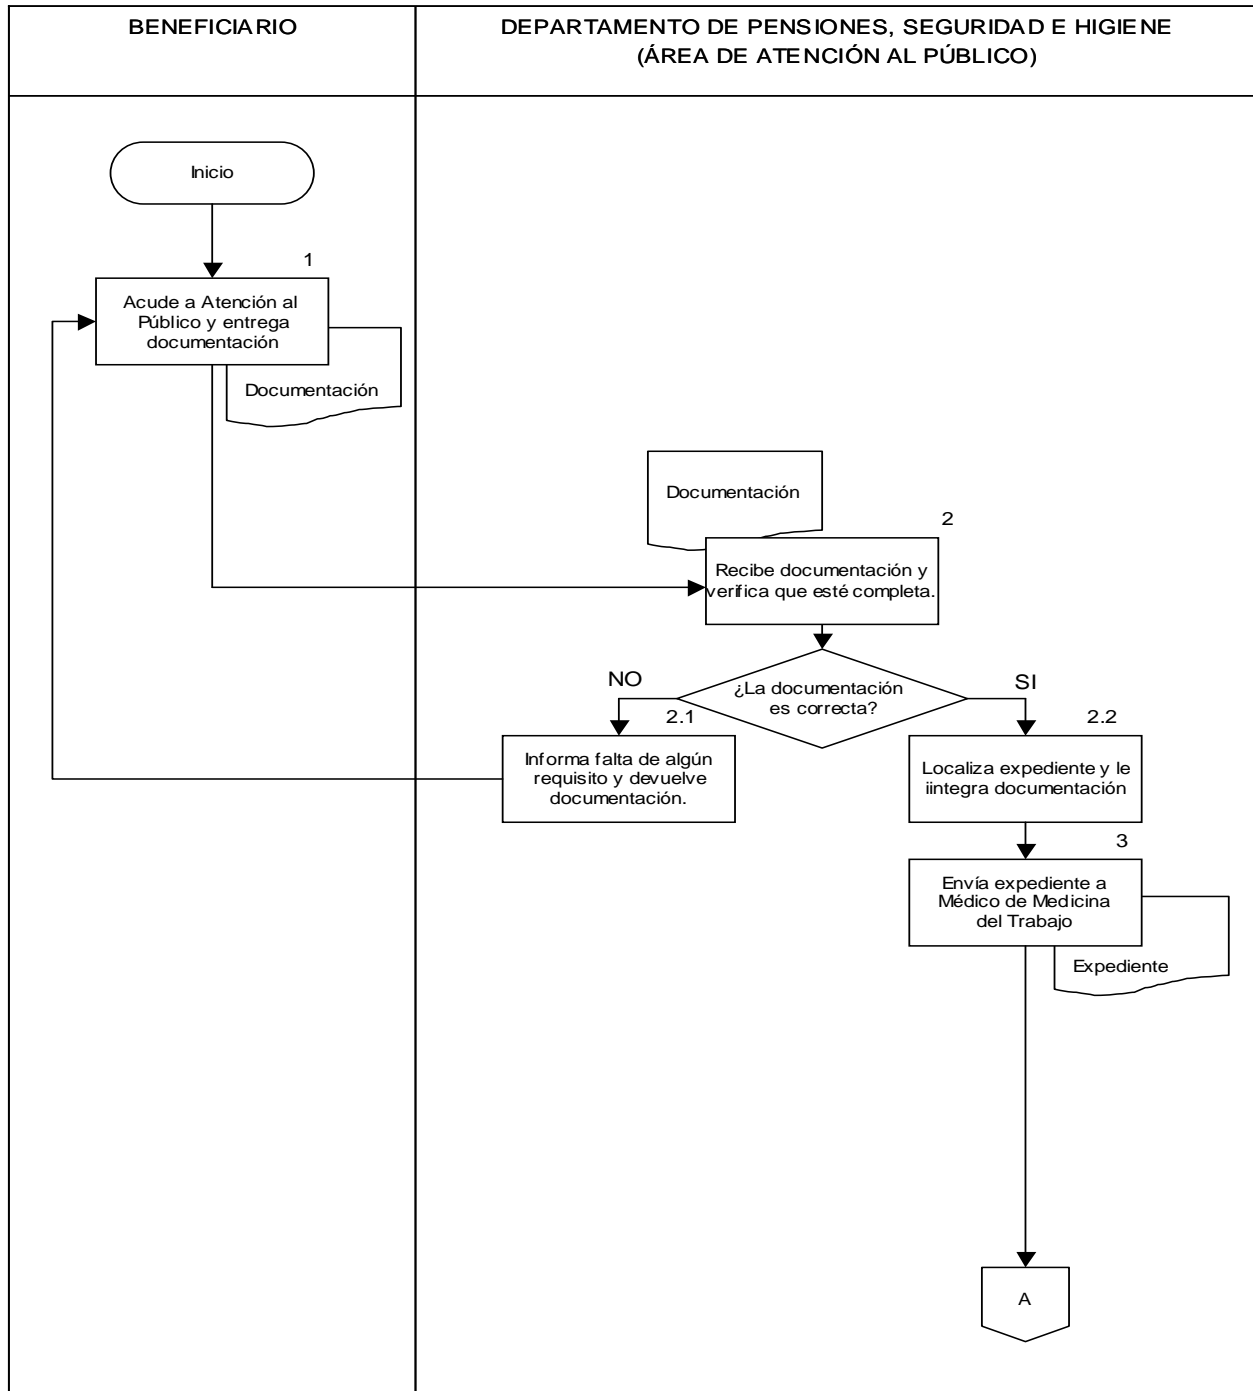 BENEFICIARIO
DEPARTAMENTO DE PENSIONES, SEGURIDAD E HIGIENE
(ÁREA DE ATENCIÓN AL PÚBLICO)
Inicio
1
Acude a Atención al
Público y entrega
documentación
Documentación
Documentación
2
Recibe documentación y
verifica que esté completa.
¿La documentación
es correcta?
NO
SI
2.1
Informa falta de algún
requisito y devuelve
documentación.
2.2
Localiza expediente y le
iintegra documentación
3
Envía expediente a
Médico de Medicina
del Trabajo
Expediente
A